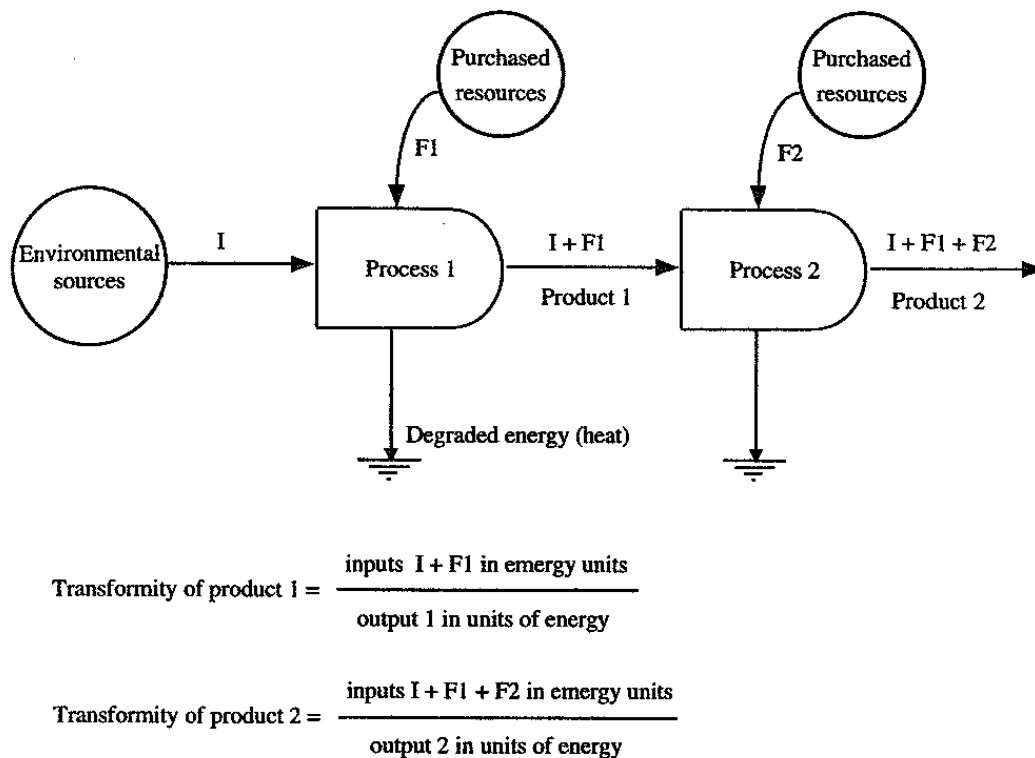 Purchased
resources
Purchased
resources
F1
F2
Environmental
sources
I
Process 1
I + F1
Product 1
Process 2
I + F1 + F2
Product 2
Degraded energy (heat)
Transformity of product 1 =
inputs I + F1 in emergy units
output 1 in units of energy
Transformity of product 2 =
inputs I + F1 + F2 in emergy units
output 2 in units of energy